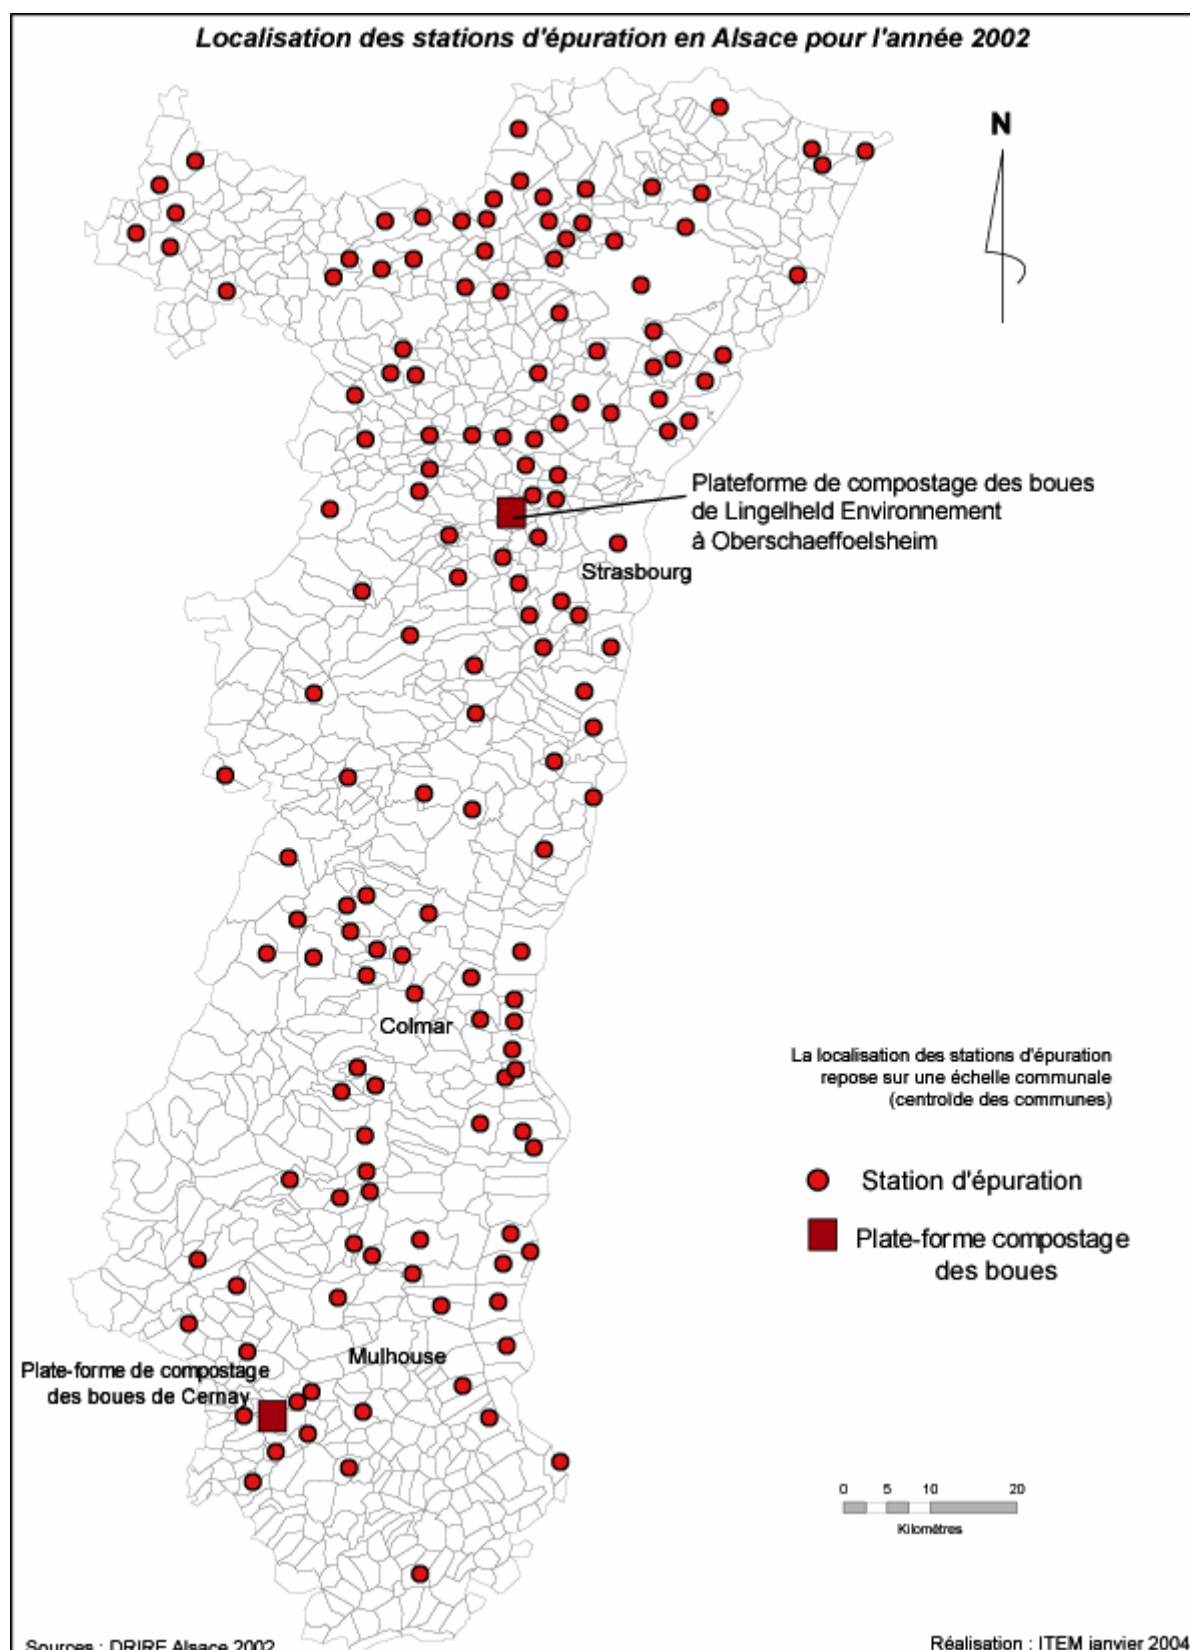 Localisation des stations d'épuration en Alsace pour l'année 2002
N
Plateforme de compostage des boues
de Lingelheld Environnement
à Oberschaeffoelsheim
Strasbourg
Colmar
La localisation des stations d'épuration
repose sur une échelle communale
(centroïde des communes)
Station d'épuration
Plate-forme compostage
des boues
Mulhouse
Plate-forme de compostage
des boues de Cernay
0 5 10 20
Kilomètres
Sources : DRIRE Alsace 2002
Réalisation : ITEM janvier 2004